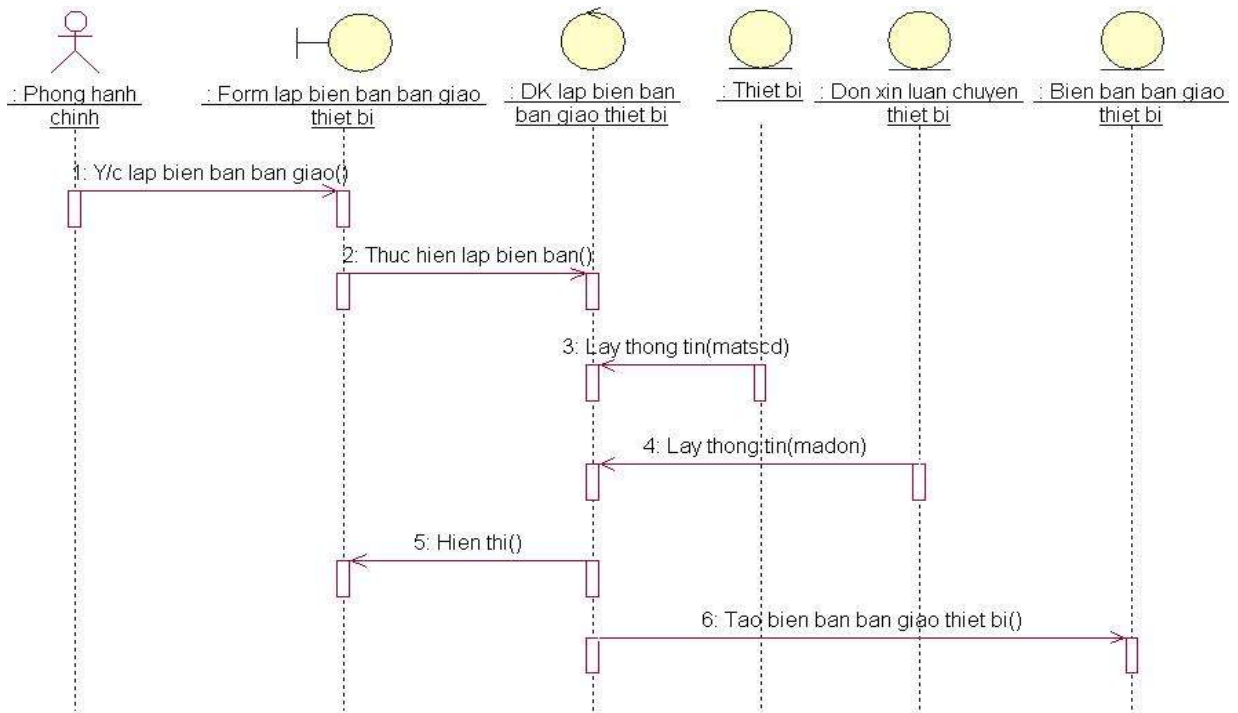 : Phong hanh
chinh
: Form lap bien ban ban giao
thiet bi
: DK lap bien ban
ban giao thiet bi
: Thiet bi
: Don xin luan chuyen
thiet bi
: Bien ban ban giao
thiet bi
1: Y/c lap bien ban ban giao()
2: Thuc hien lap bien ban()
3: Lay thong tin(matscd)
4: Lay thong tin(madon)
5: Hien thi()
6: Tao bien ban ban giao thiet bi()